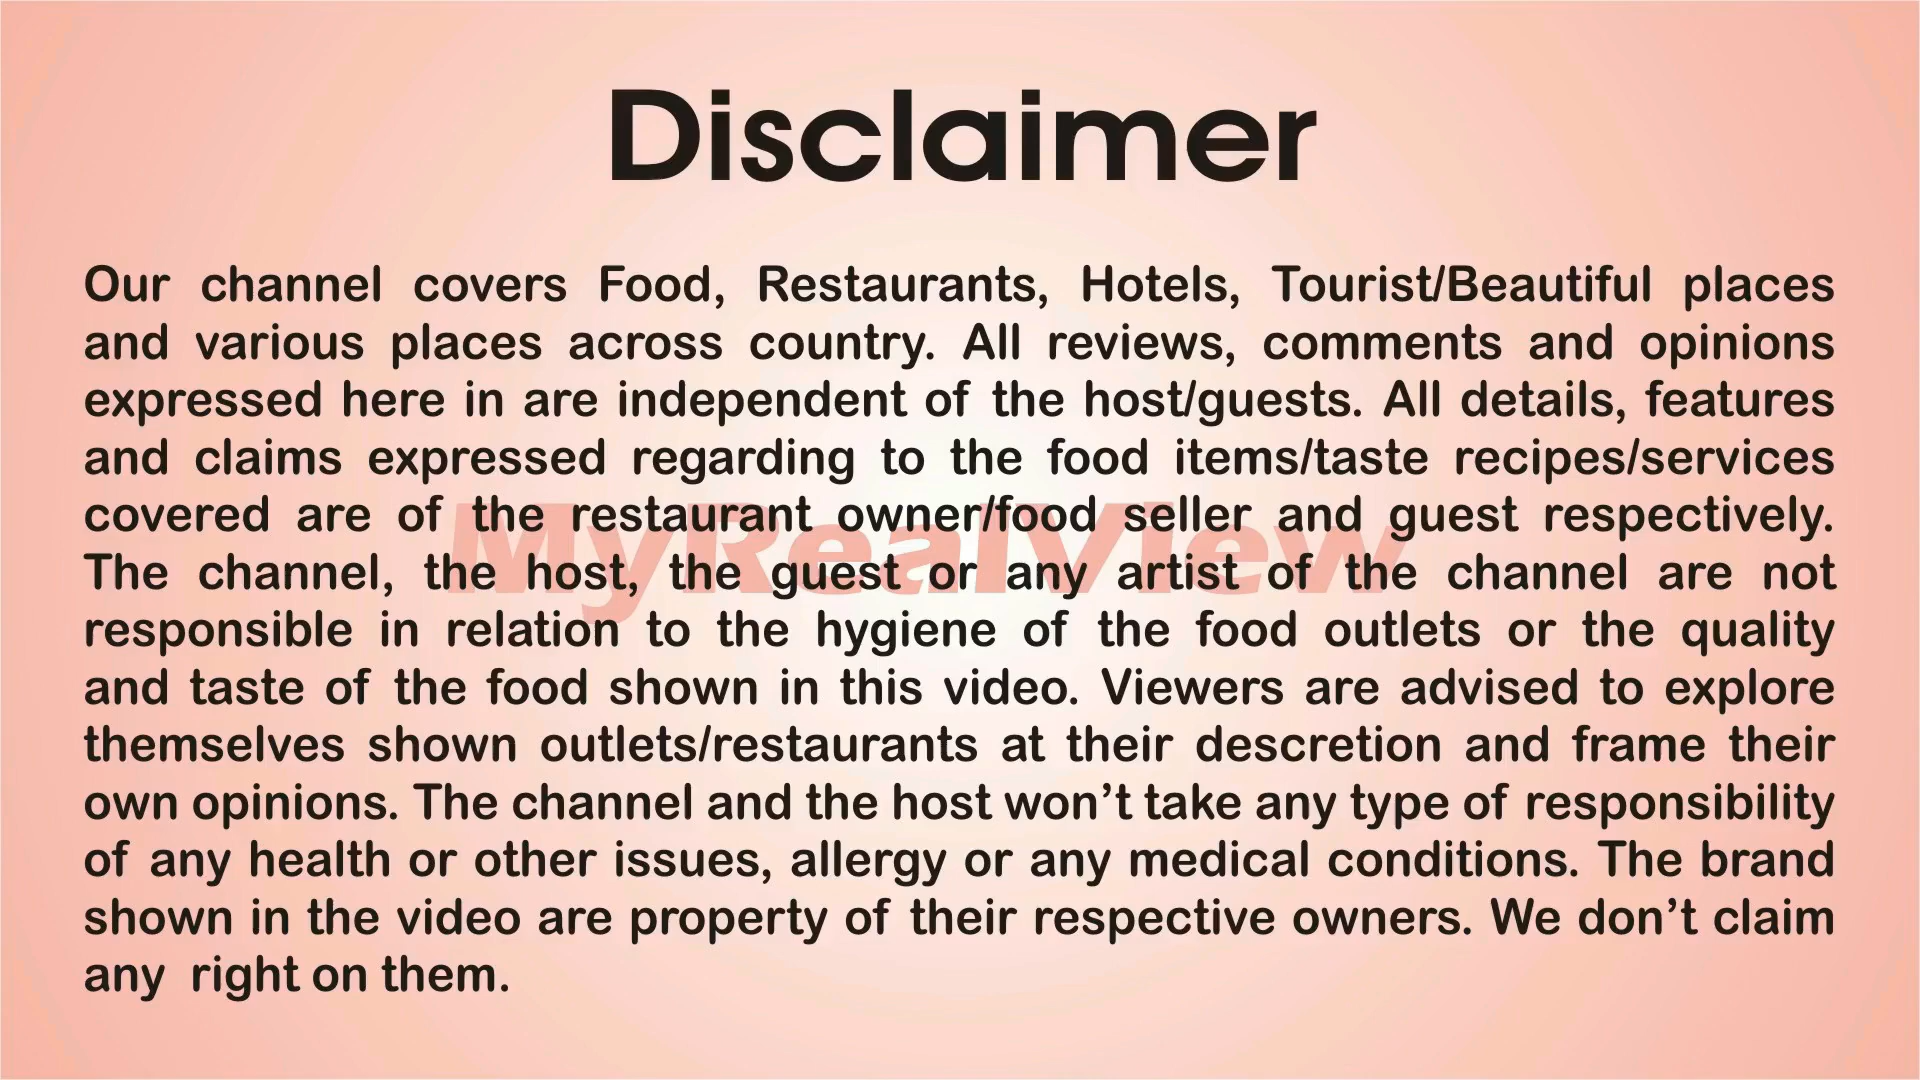 Disclaimer
Our channel covers Food, Restaurants, Hotels, Tourist/Beautiful places
and various places across country. All reviews, comments and opinions
expressed here in are independent of the host/guests. All details, features
and claims expressed regarding to the food items/taste recipes/services
covered are of the restaurant owner/food seller and guest respectively.
MyRealView
The channel, the host, the guest or any artist of the channel are not
responsible in relation to the hygiene of the food outlets or the quality
and taste of the food shown in this video. Viewers are advised to explore
themselves shown outlets/restaurants at their descretion and frame their
own opinions. The channel and the host won’t take any type of responsibility
of any health or other issues, allergy or any medical conditions. The brand
shown in the video are property of their respective owners. We don’t claim
any right on them.